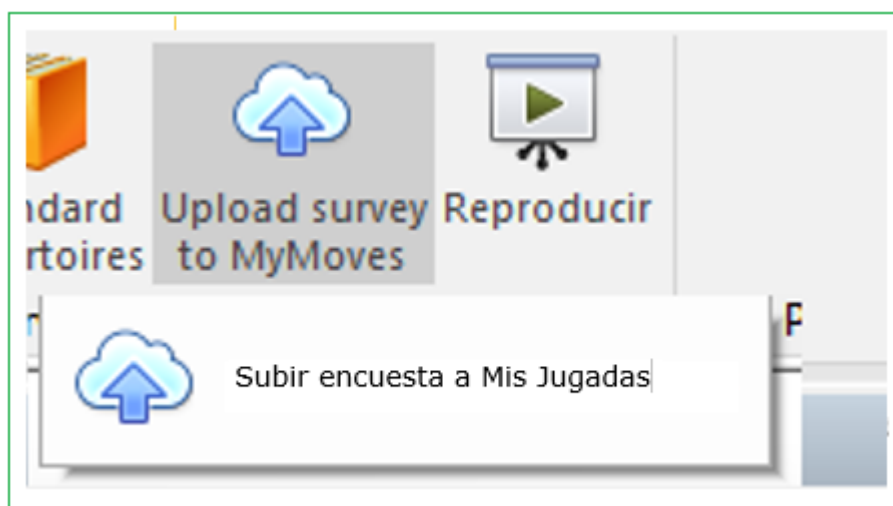 ndard
rtoires
Upload survey
to MyMoves
Reproducir
Subir encuesta a Mis Jugadas